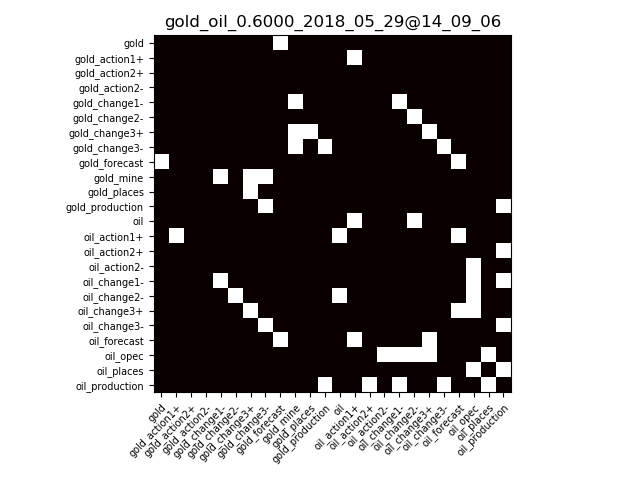 gold_oil_0.6000_2018_05_29@14_09_06
gold
gold_action1+
gold_action2+
gold_action2-
gold_change1-
gold_change2-
gold_change3+
gold_change3-
gold_forecast
gold_mine
gold_places
gold_production
oil
oil_action1+
oil_action2+
oil_action2-
oil_change1-
oil_change2-
oil_change3+
oil_change3-
oil_forecast
oil_opec
oil_places
oil_production
gold
gold_action1+
gold_action2+
gold_action2-
gold_change1-
gold_change2-
gold_change3+
gold_change3-
gold_forecast
gold_mine
gold_places
gold_production
oil
oil_action1+
oil_action2+
oil_action2-
oil_change1-
oil_change2-
oil_change3+
oil_change3-
oil_forecast
oil_opec
oil_places
oil_production